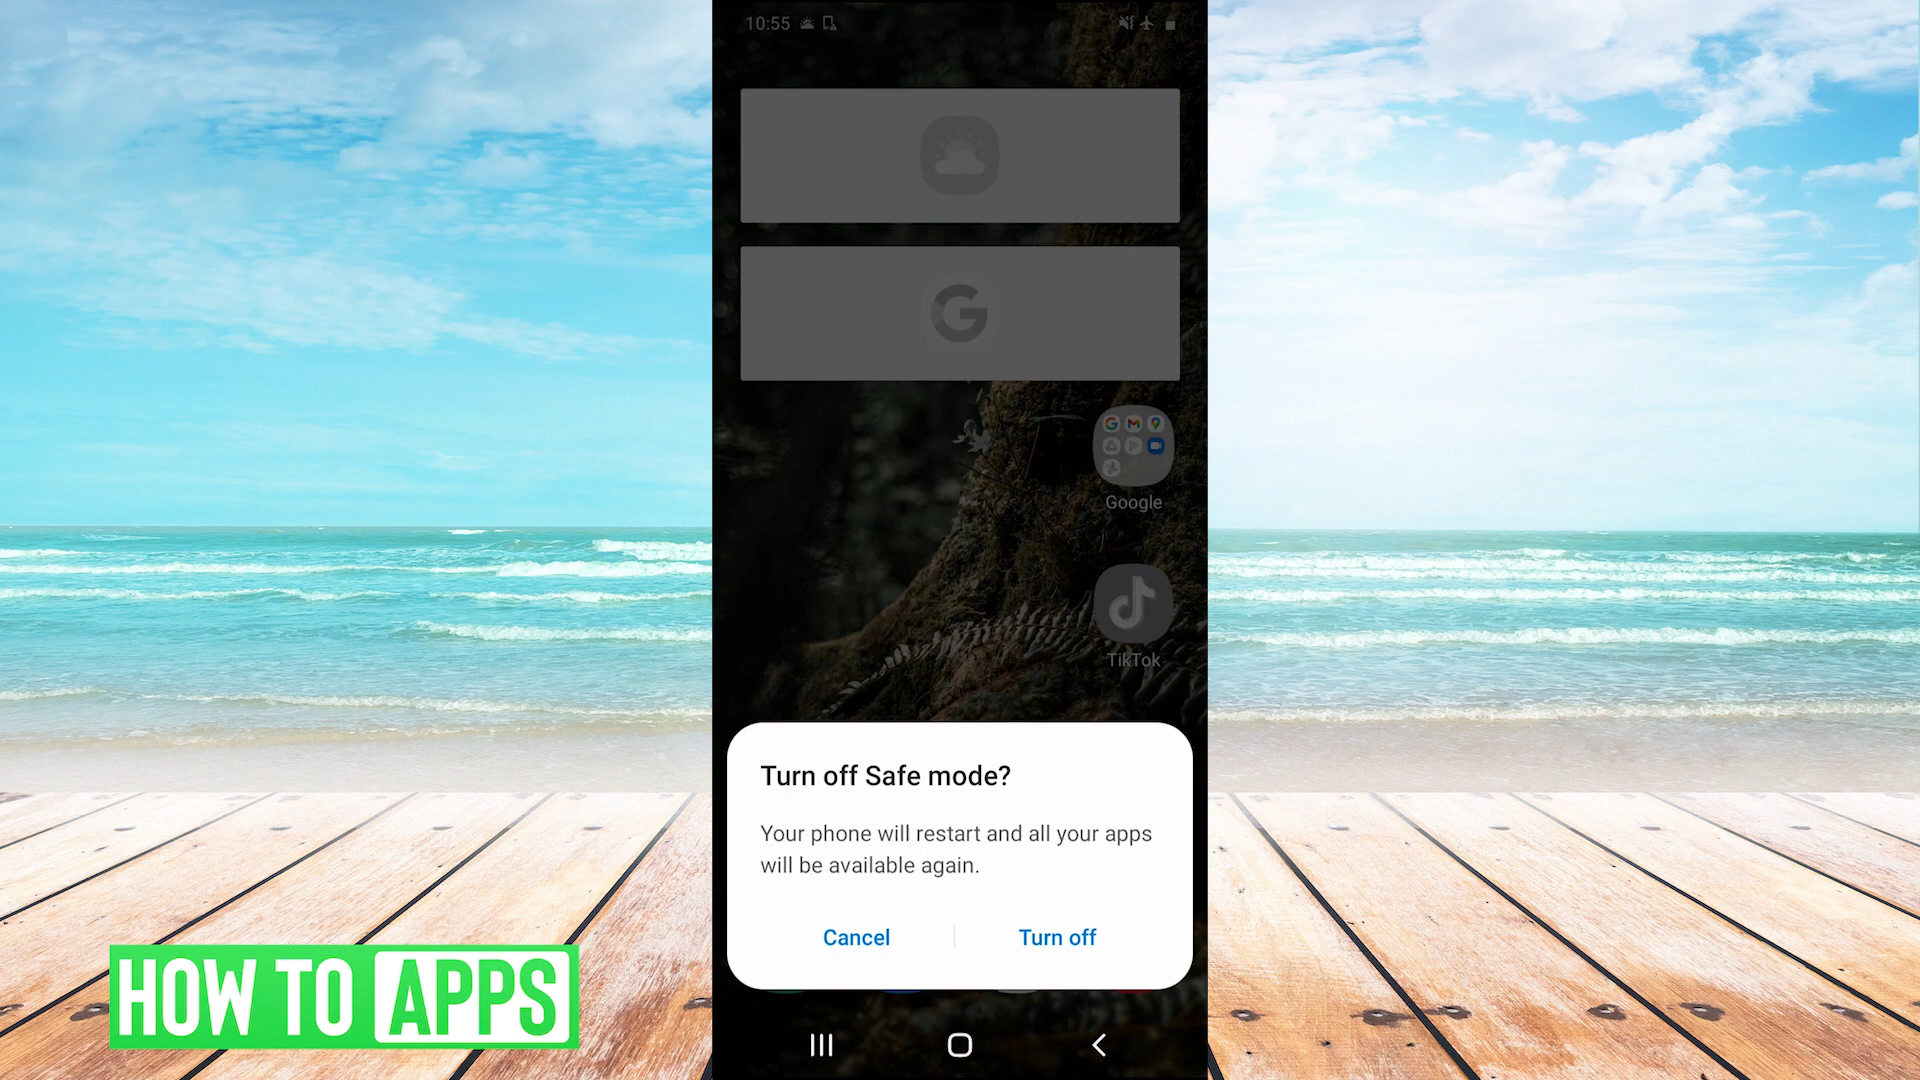 10:55
Google
TikTok
Turn off Safe mode?
Your phone will restart and all your apps
will be available again.
Cancel
Turn off
HOW TO APPS